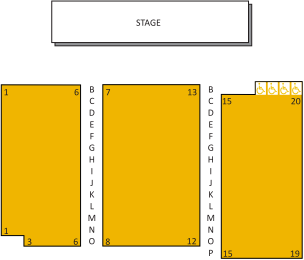 STAGE
1 6 B 7 13 B 15 20
C C
D D
E E
F F
G G
H H
I I
J J
K K
L L
M M
1 N N
3 6 O 8 12 O
P 15 19